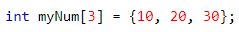 int myNum[3] = {10, 20, 30};